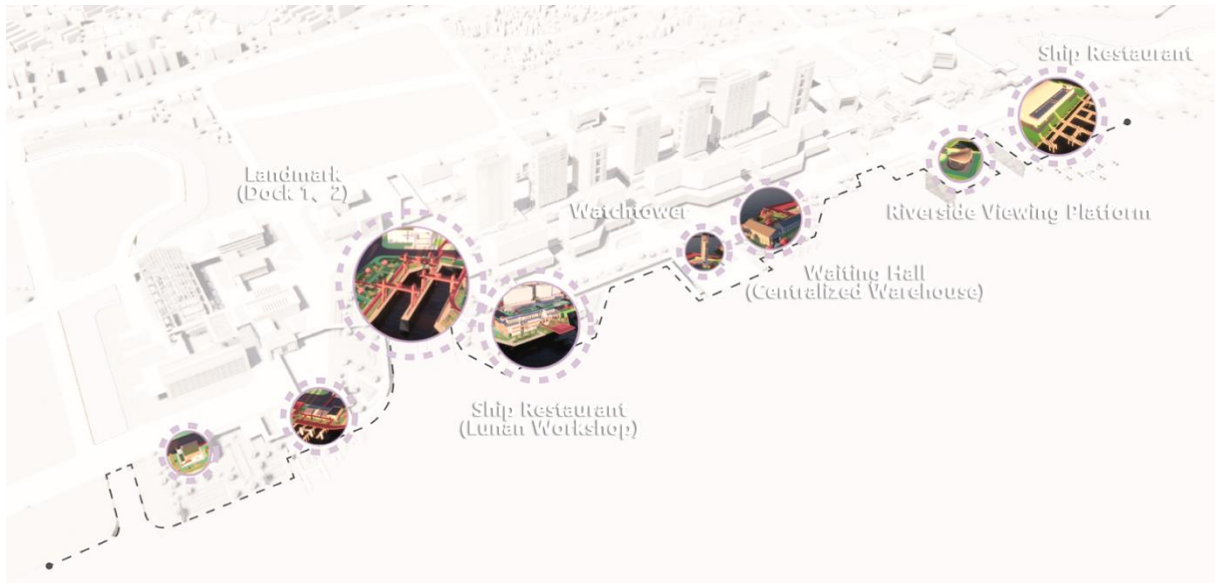 Ship Restaurant
Landmark
(Dock 1、2)
Watchtower
Riverside Viewing Platform
Waiting Hall
(Centralized Warehouse)
Ship Restaurant
(Lunan Workshop)